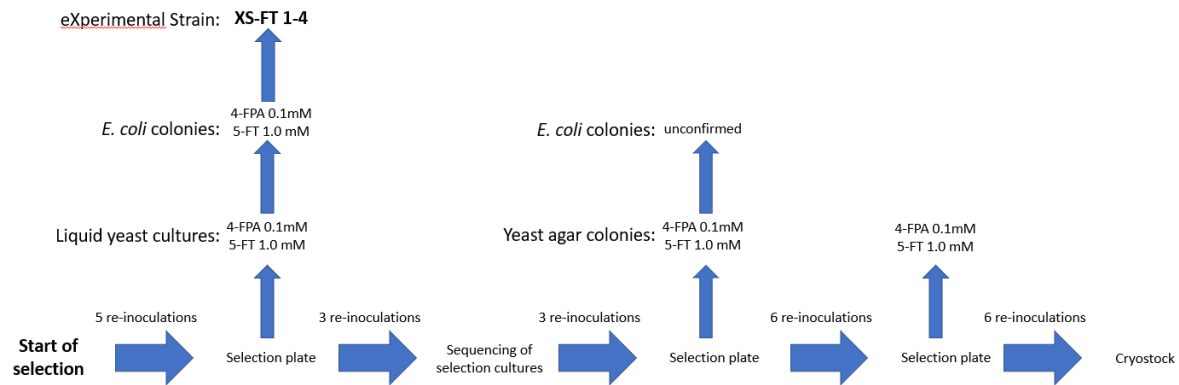 eXperimental Strain: XS-FT 1-4
E. coli colonies:
4-FPA 0.1mM
5-FT 1.0 mM
E. coli colonies: unconfirmed
Liquid yeast cultures:
4-FPA 0.1mM
5-FT 1.0 mM
Yeast agar colonies:
4-FPA 0.1mM
5-FT 1.0 mM
4-FPA 0.1mM
5-FT 1.0 mM
5 re-inoculations
3 re-inoculations
3 re-inoculations
6 re-inoculations
6 re-inoculations
Start of
selection
Selection plate
Sequencing of
selection cultures
Selection plate
Selection plate
Cryostock